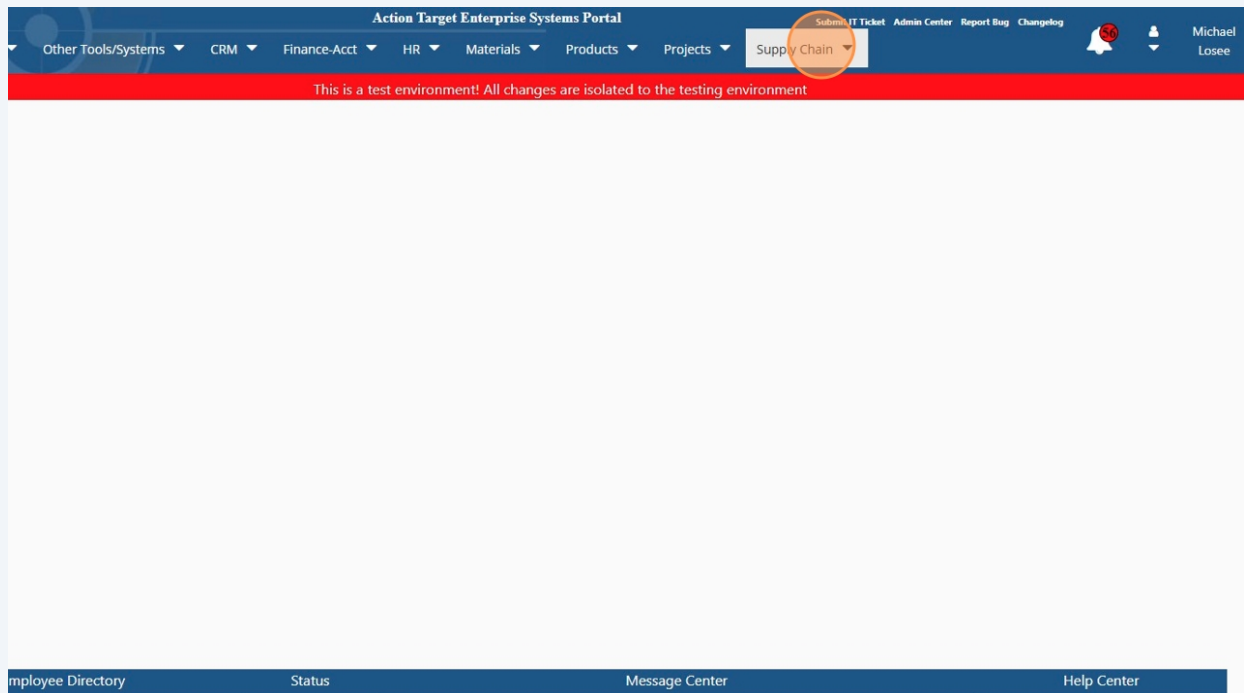 Action Target Enterprise Systems Portal
Submit IT Ticket Admin Center Report Bug Changelog
Other Tools/Systems CRM Finance-Acct HR Materials Products Projects Supply Chain
56
Michael
Losee
This is a test environment! All changes are isolated to the testing environment
mployee Directory Status Message Center Help Center